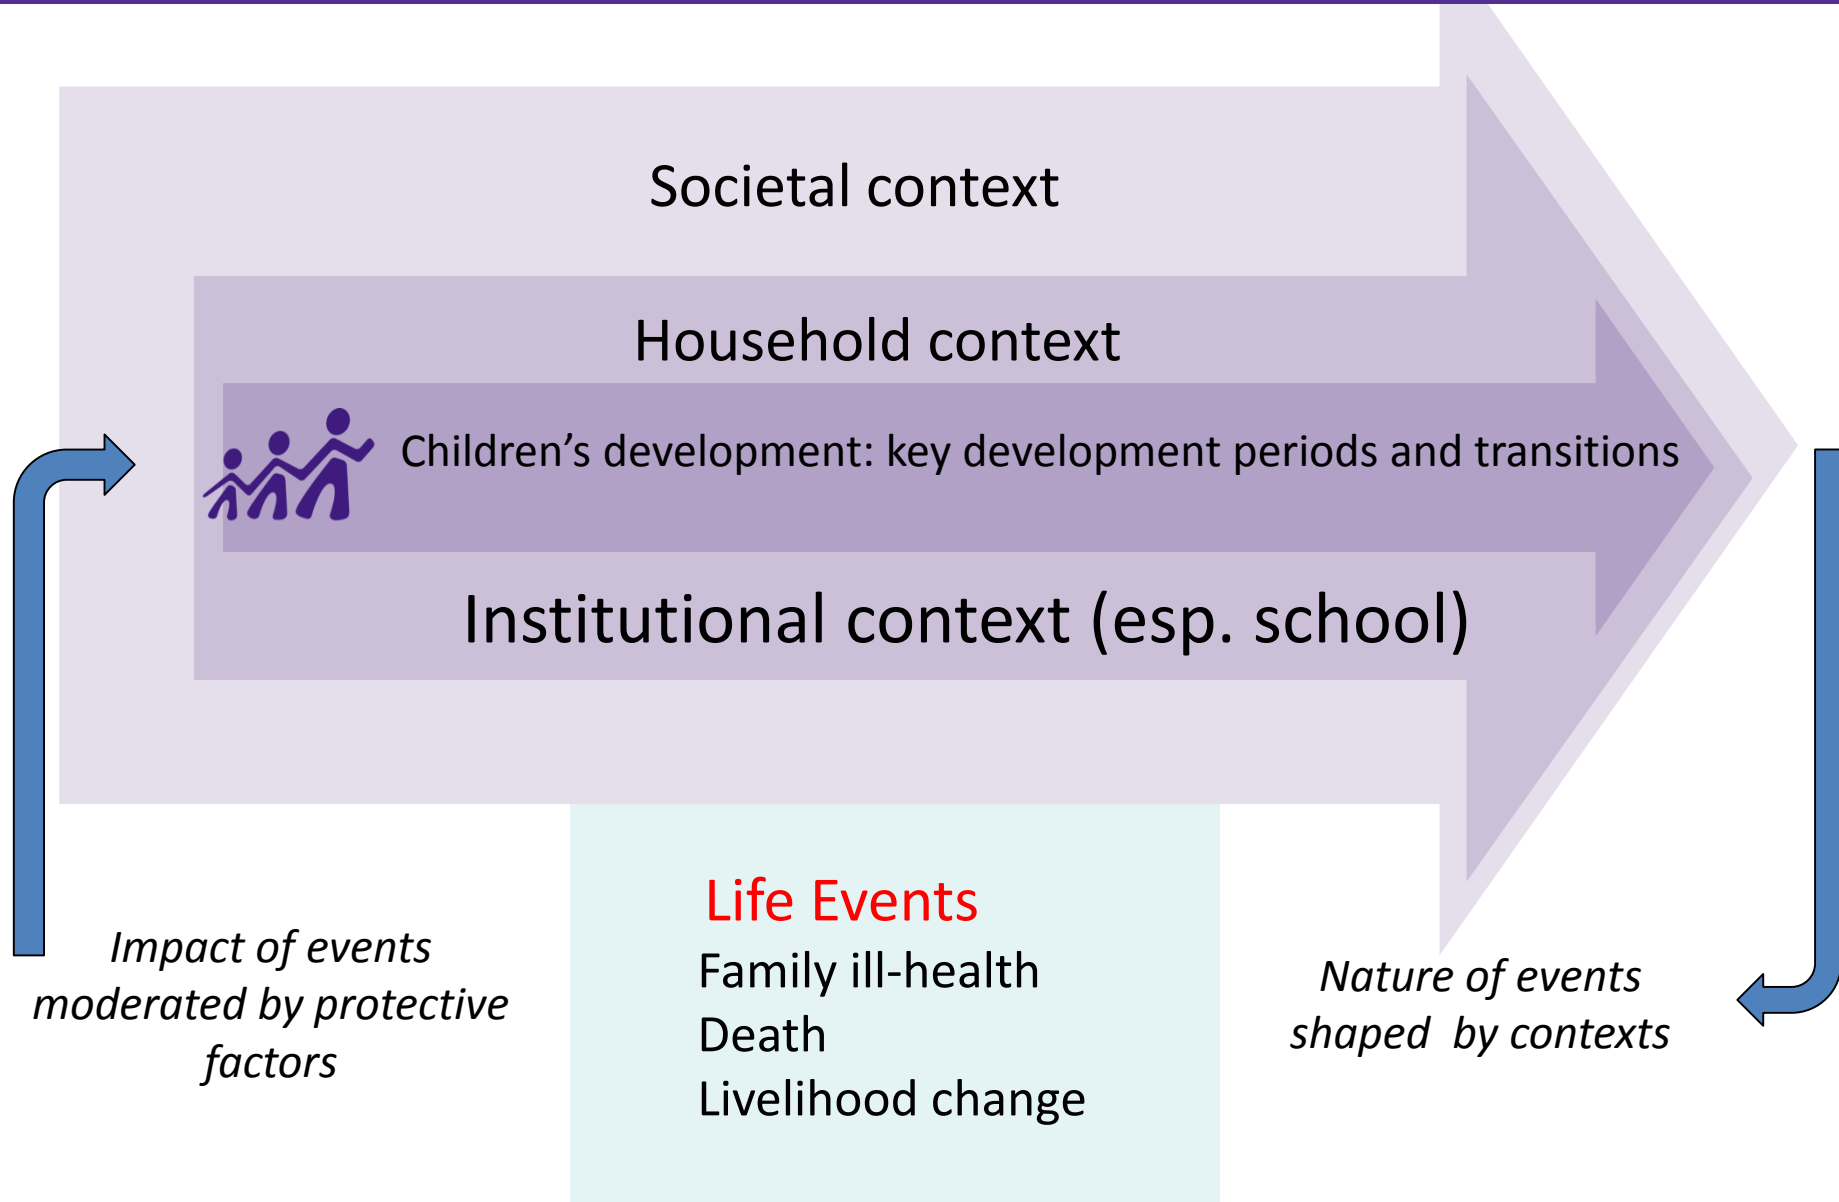 Societal context
Household context
Children’s development: key development periods and transitions
Institutional context (esp. school)
Life Events
Family ill-health
Death
Livelihood change
Impact of events
moderated by protective
factors
Nature of events
shaped  by contexts